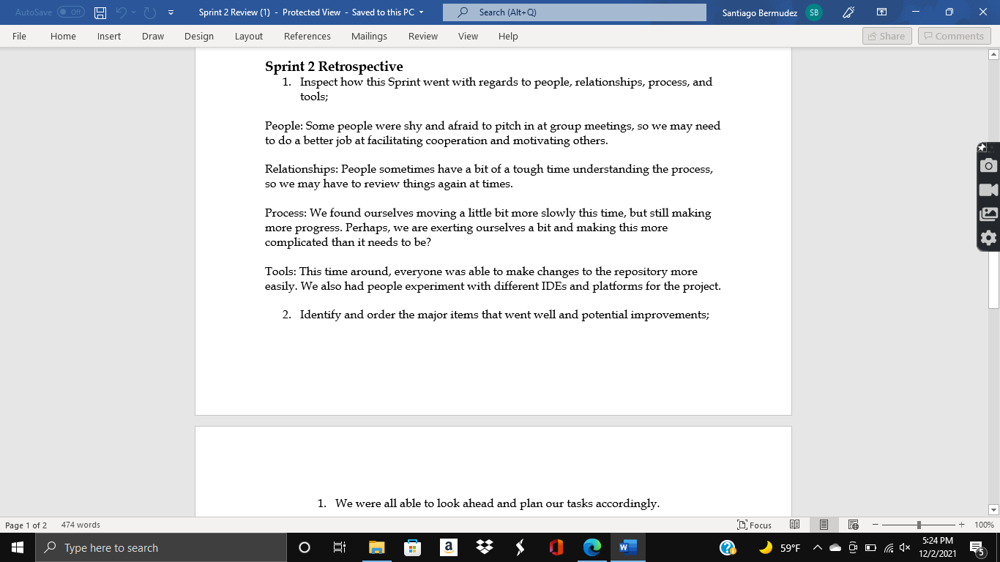 AutoSave Off Sprint 2 Review (1) - Protected View - Saved to this PC Search (Alt+Q) Santiago Bermudez SB
File Home Insert Draw Design Layout References Mailings Review View Help Share Comments
Sprint 2 Retrospective
1. Inspect how this Sprint went with regards to people, relationships, process, and
tools;
People: Some people were shy and afraid to pitch in at group meetings, so we may need
to do a better job at facilitating cooperation and motivating others.
Relationships: People sometimes have a bit of a tough time understanding the process,
so we may have to review things again at times.
Process: We found ourselves moving a little bit more slowly this time, but still making
more progress. Perhaps, we are exerting ourselves a bit and making this more
complicated than it needs to be?
Tools: This time around, everyone was able to make changes to the repository more
easily. We also had people experiment with different IDEs and platforms for the project.
2. Identify and order the major items that went well and potential improvements;
1. We were all able to look ahead and plan our tasks accordingly.
Page 1 of 2 474 words Focus 100%
Type here to search 59°F 5:24 PM
12/2/2021 5